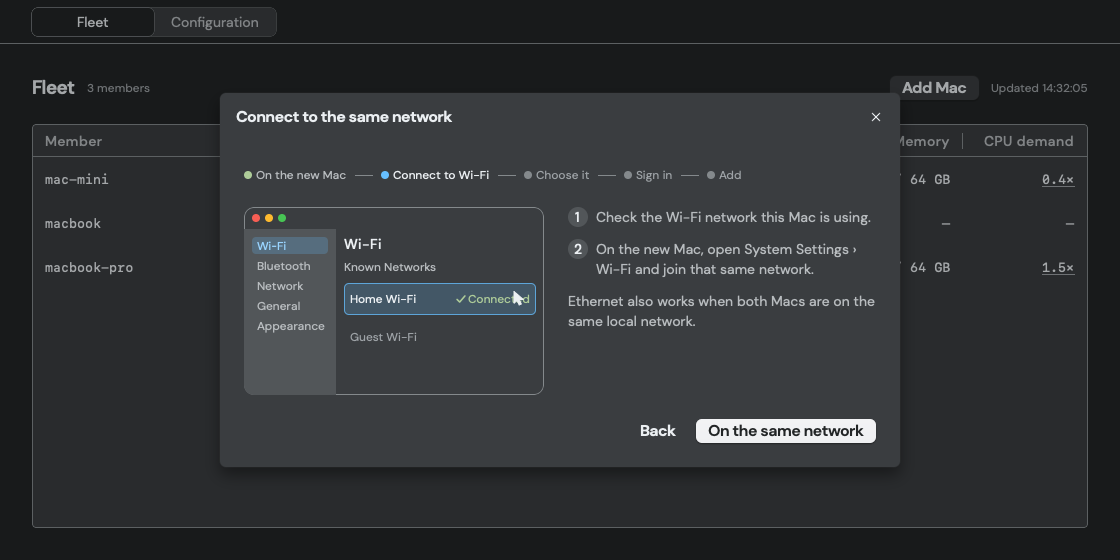 Fleet
Configuration
Fleet
3 members
Add Mac
Updated 14:32:05
Member
Memory
CPU demand
mac-mini
64 GB
0.4×
macbook
—
—
macbook-pro
64 GB
1.5×
Connect to the same network
On the new Mac
Connect to Wi-Fi
Choose it
Sign in
Add
Wi-Fi
Bluetooth
Network
General
Appearance
Wi-Fi
Known Networks
Home Wi-Fi
Connected
Guest Wi-Fi
1 Check the Wi-Fi network this Mac is using.
2 On the new Mac, open System Settings ›
Wi-Fi and join that same network.
Ethernet also works when both Macs are on the
same local network.
Back
On the same network